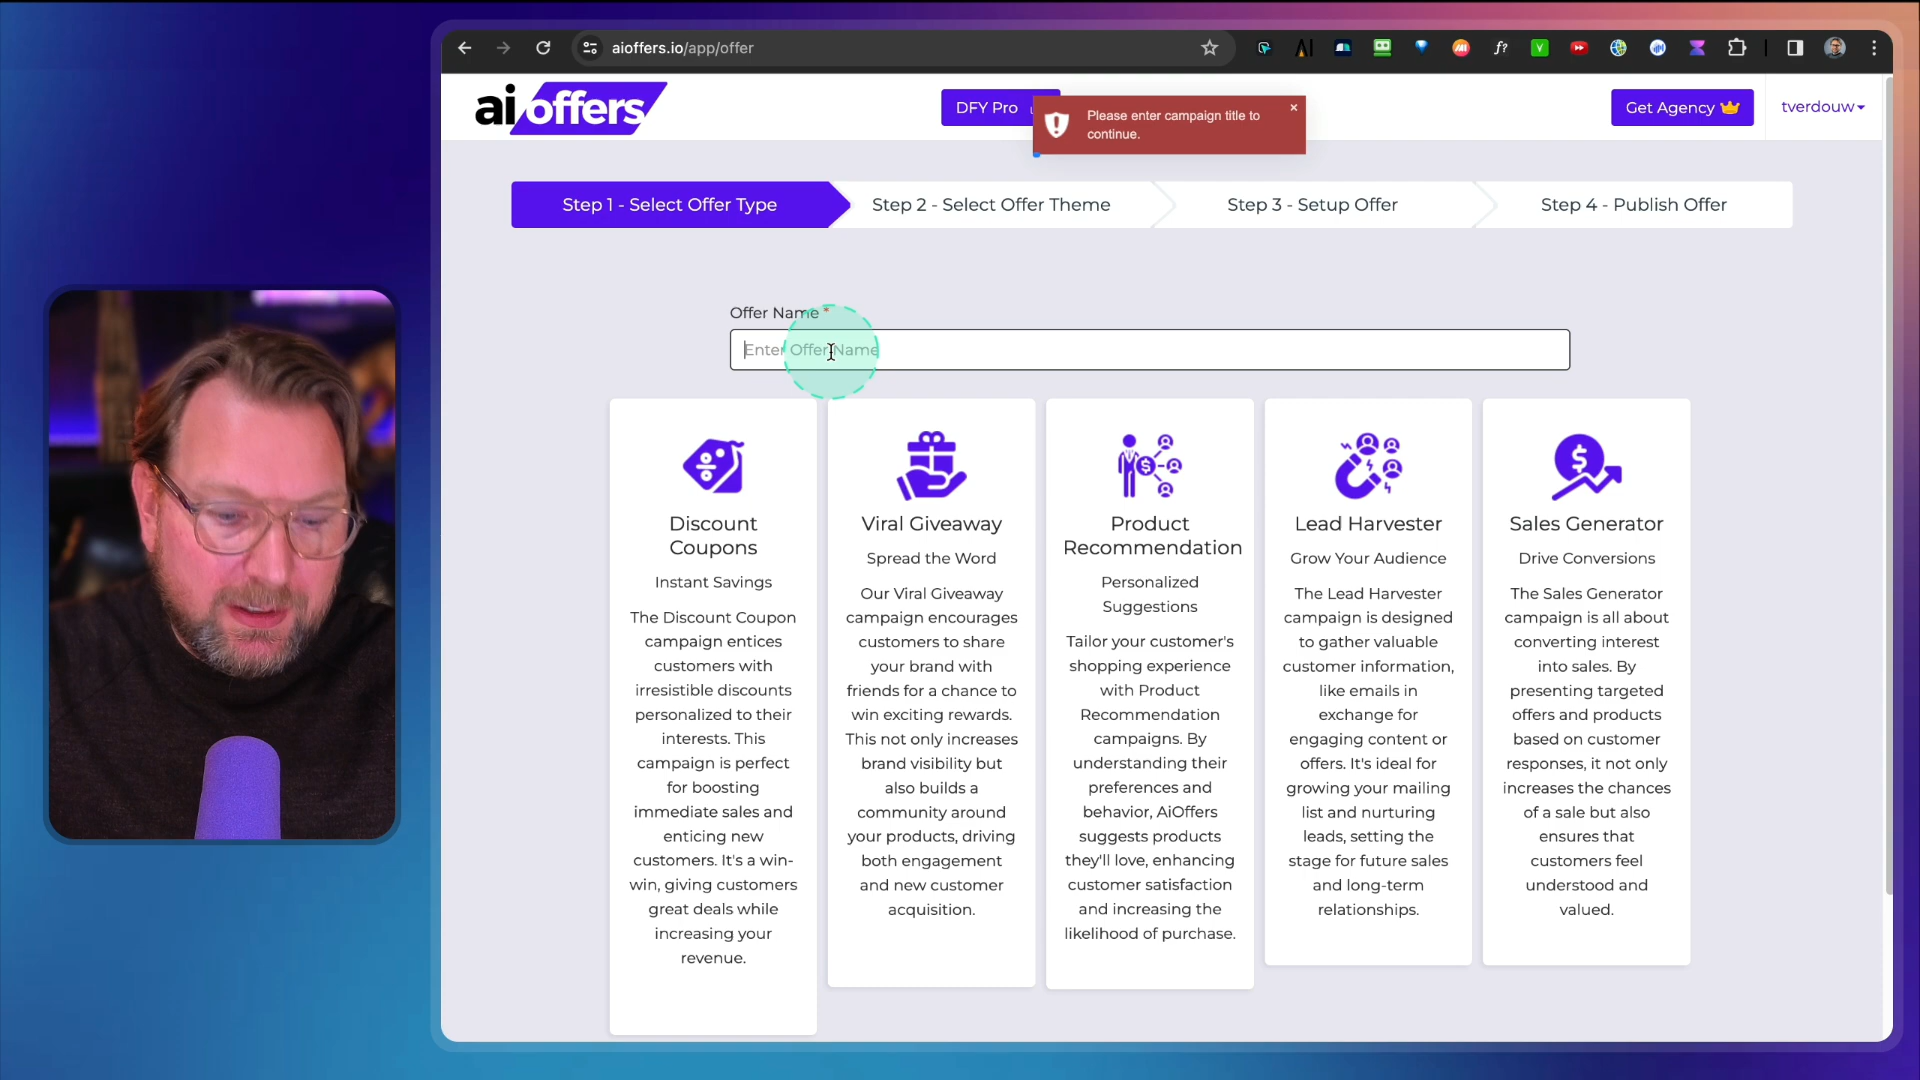 aioffers.io/app/offer
aioffers
DFY Pro
Please enter campaign title to
continue.
Get Agency
tverdouw
Step 1 - Select Offer Type
Step 2 - Select Offer Theme
Step 3 - Setup Offer
Step 4 - Publish Offer
Offer Name *
Enter Offer Name
Discount
Coupons
Instant Savings
The Discount Coupon
campaign entices
customers with
irresistible discounts
personalized to their
interests. This
campaign is perfect
for boosting
immediate sales and
enticing new
customers. It's a win-
win, giving customers
great deals while
increasing your
revenue.
Viral Giveaway
Spread the Word
Our Viral Giveaway
campaign encourages
customers to share
your brand with
friends for a chance to
win exciting rewards.
This not only increases
brand visibility but
also builds a
community around
your products, driving
both engagement
and new customer
acquisition.
Product
Recommendation
Personalized
Suggestions
Tailor your customer's
shopping experience
with Product
Recommendation
campaigns. By
understanding their
preferences and
behavior, AiOffers
suggests products
they'll love, enhancing
customer satisfaction
and increasing the
likelihood of purchase.
Lead Harvester
Grow Your Audience
The Lead Harvester
campaign is designed
to gather valuable
customer information,
like emails in
exchange for
engaging content or
offers. It's ideal for
growing your mailing
list and nurturing
leads, setting the
stage for future sales
and long-term
relationships.
Sales Generator
Drive Conversions
The Sales Generator
campaign is all about
converting interest
into sales. By
presenting targeted
offers and products
based on customer
responses, it not only
increases the chances
of a sale but also
ensures that
customers feel
understood and
valued.